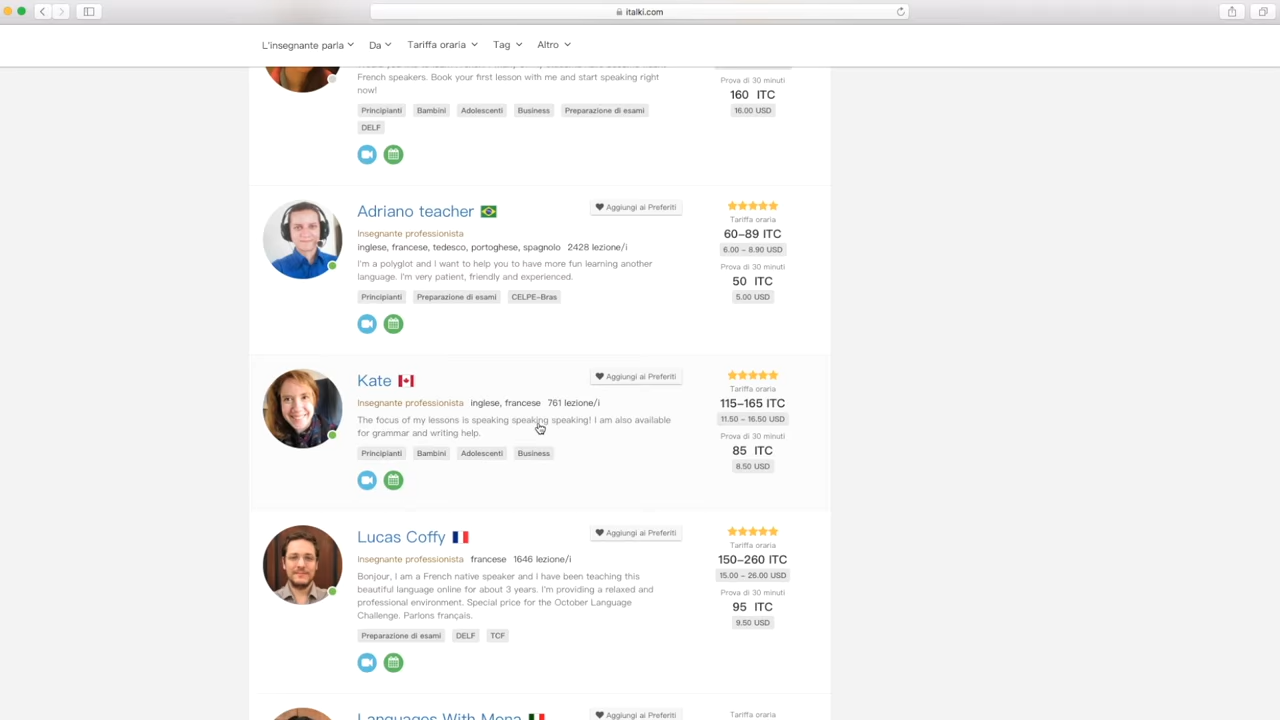 italki.com
L'insegnante parla Da Tariffa oraria Tag Altro
French speakers. Book your first lesson with me and start speaking right
now!
Principianti Bambini Adolescenti Business Preparazione di esami
DELF
Prova di 30 minuti
160 ITC
16.00 USD
Adriano teacher
Aggiungi ai Preferiti
Insegnante professionista
inglese, francese, tedesco, portoghese, spagnolo 2428 lezione/i
I'm a polyglot and I want to help you to have more fun learning another
language. I'm very patient, friendly and experienced.
Principianti Preparazione di esami CELPE-Bras
Tariffa oraria
60-89 ITC
6.00 - 8.90 USD
Prova di 30 minuti
50 ITC
5.00 USD
Kate
Aggiungi ai Preferiti
Insegnante professionista inglese, francese 761 lezione/i
The focus of my lessons is speaking speaking speaking! I am also available
for grammar and writing help.
Principianti Bambini Adolescenti Business
Tariffa oraria
115-165 ITC
11.50 - 16.50 USD
Prova di 30 minuti
85 ITC
8.50 USD
Lucas Coffy
Aggiungi ai Preferiti
Insegnante professionista francese 1646 lezione/i
Bonjour, I am a French native speaker and I have been teaching this
beautiful language online for about 3 years. I'm providing a relaxed and
professional environment. Special price for the October Language
Challenge. Parlons français.
Preparazione di esami DELF TCF
Tariffa oraria
150-260 ITC
15.00 - 26.00 USD
Prova di 30 minuti
95 ITC
9.50 USD
Languages With Mona
Aggiungi ai Preferiti
Tariffa oraria